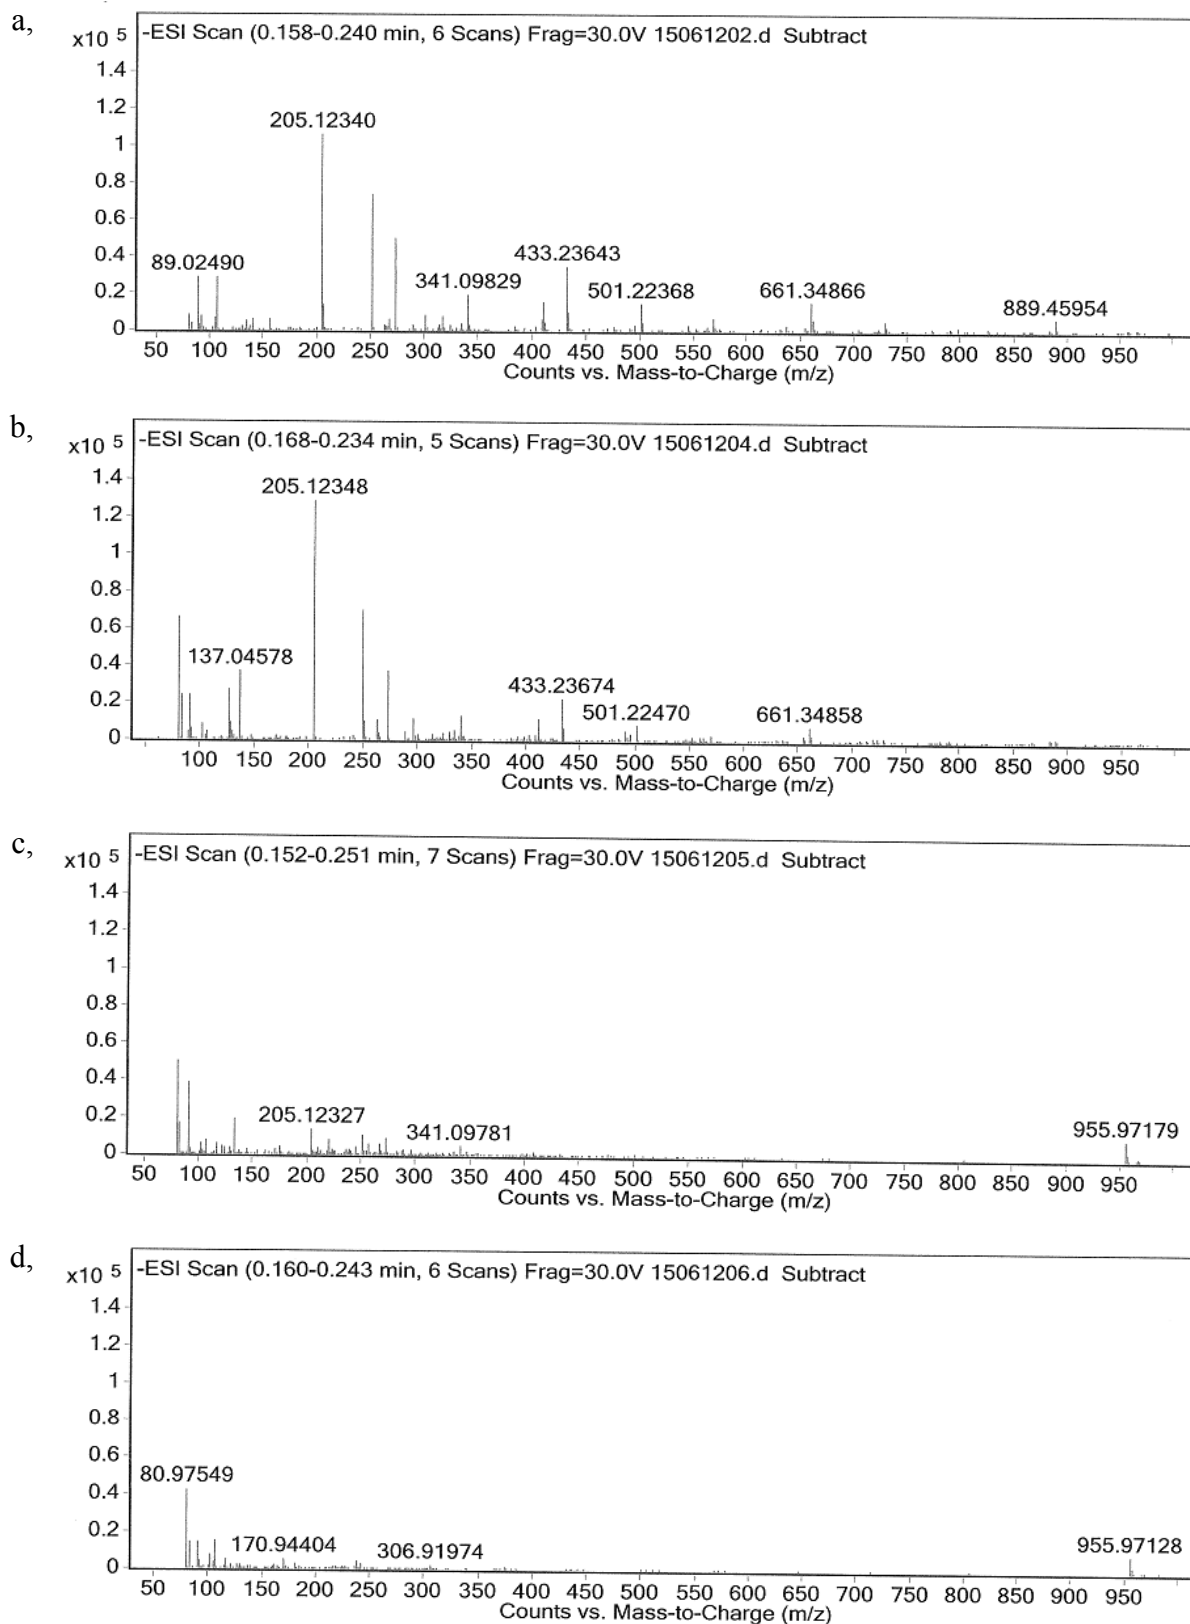 a,
x10 5
-ESI Scan (0.158-0.240 min, 6 Scans) Frag=30.0V 15061202.d Subtract
1.4
1.2
205.12340
1
0.8
0.6
433.23643
0.4
89.02490
341.09829
501.22368
661.34866
889.45954
0.2
0
50 100 150 200 250 300 350 400 450 500 550 600 650 700 750 800 850 900 950
Counts vs. Mass-to-Charge (m/z)
b,
x10 5
-ESI Scan (0.168-0.234 min, 5 Scans) Frag=30.0V 15061204.d Subtract
1.4
205.12348
1.2
1
0.8
0.6
137.04578
0.4
433.23674
501.22470
661.34858
0.2
0
100 150 200 250 300 350 400 450 500 550 600 650 700 750 800 850 900 950
Counts vs. Mass-to-Charge (m/z)
c,
x10 5
-ESI Scan (0.152-0.251 min, 7 Scans) Frag=30.0V 15061205.d Subtract
1.4
1.2
1
0.8
0.6
0.4
0.2
205.12327
341.09781
955.97179
0
50 100 150 200 250 300 350 400 450 500 550 600 650 700 750 800 850 900 950
Counts vs. Mass-to-Charge (m/z)
d,
x10 5
-ESI Scan (0.160-0.243 min, 6 Scans) Frag=30.0V 15061206.d Subtract
1.4
1.2
1
0.8
0.6
80.97549
0.4
0.2
170.94404
306.91974
955.97128
0
50 100 150 200 250 300 350 400 450 500 550 600 650 700 750 800 850 900 950
Counts vs. Mass-to-Charge (m/z)